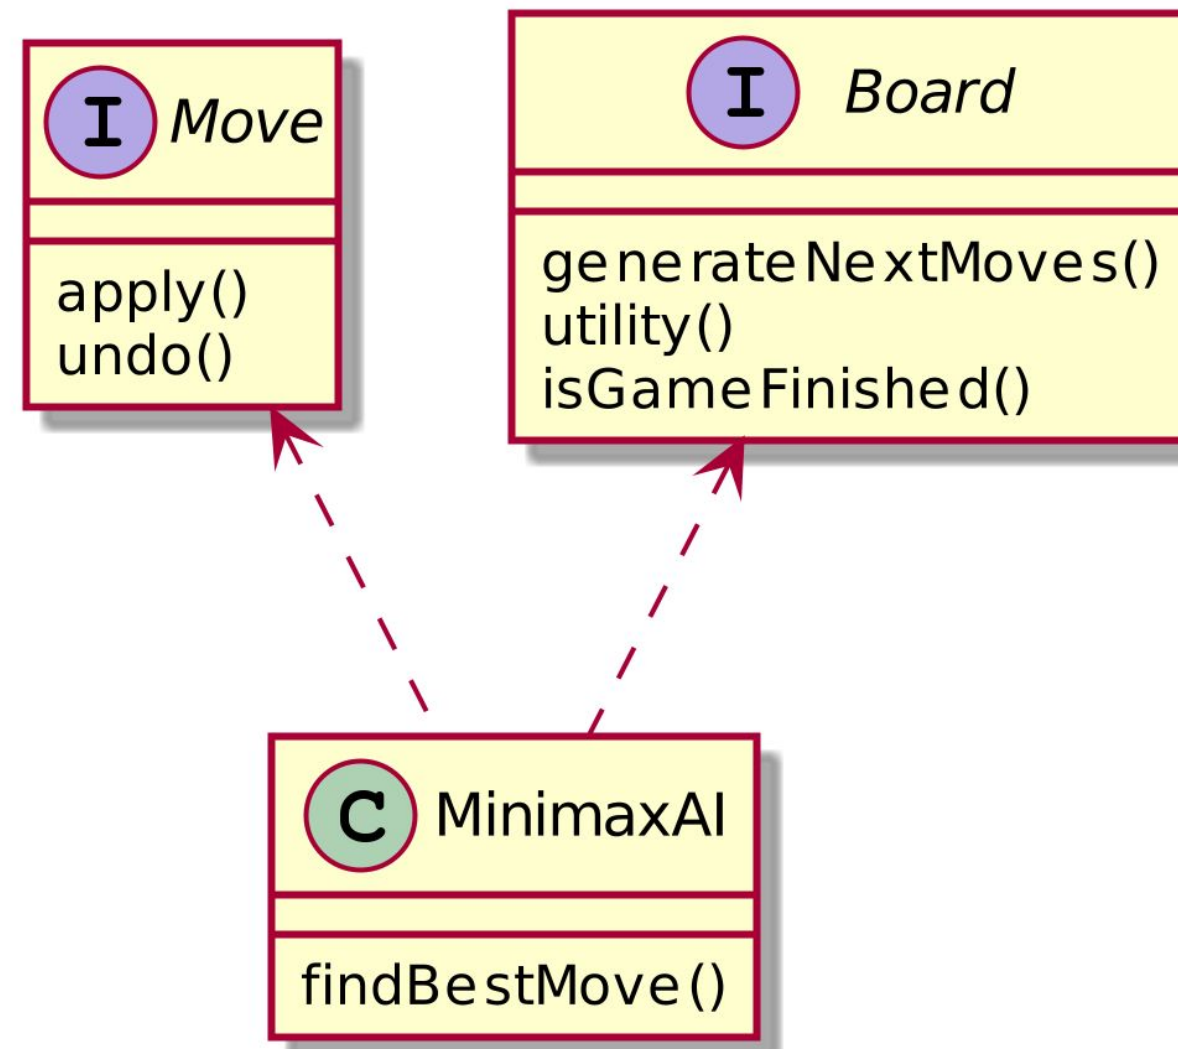 I Move
apply()
undo()
I Board
generateNextMoves()
utility()
isGameFinished()
C MinimaxAI
findBestMove()